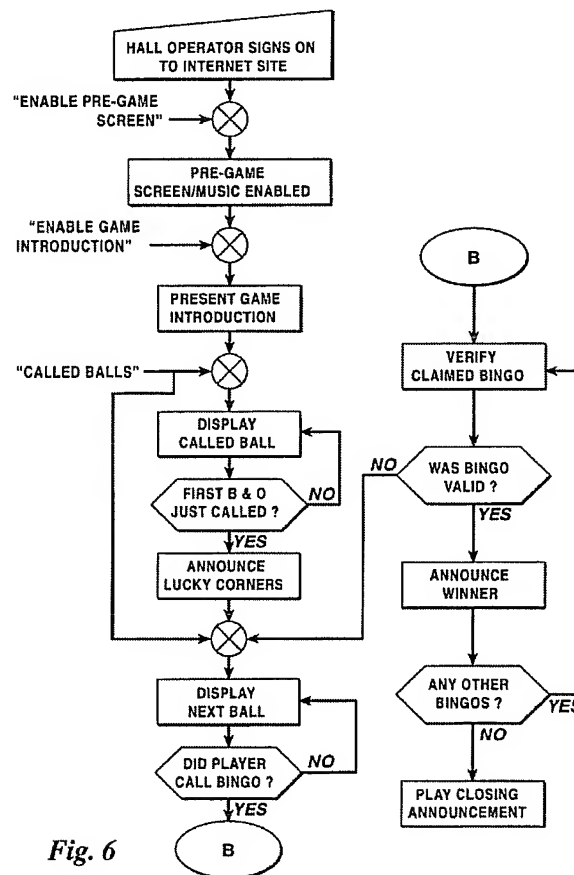 HALL OPERATOR SIGNS ON
TO INTERNET SITE
"ENABLE PRE-GAME
SCREEN"
PRE-GAME
SCREEN/MUSIC ENABLED
"ENABLE GAME
INTRODUCTION"
PRESENT GAME
INTRODUCTION
"CALLED BALLS"
DISPLAY
CALLED BALL
FIRST B & O
JUST CALLED ?
NO
YES
ANNOUNCE
LUCKY CORNERS
DISPLAY
NEXT BALL
DID PLAYER
CALL BINGO ?
NO
YES
B
Fig. 6
B
VERIFY
CLAIMED BINGO
NO
WAS BINGO
VALID ?
YES
ANNOUNCE
WINNER
ANY OTHER
BINGOS ?
YES
NO
PLAY CLOSING
ANNOUNCEMENT